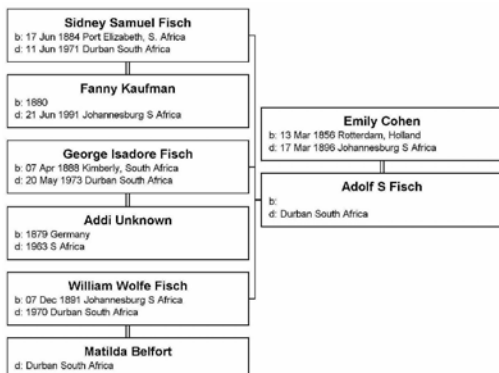 Sidney Samuel Fisch
b: 17 Jun 1884 Port Elizabeth, S. Africa
d: 11 Jun 1971 Durban South Africa
Fanny Kaufman
b: 1880
d: 21 Jun 1991 Johannesburg S Africa
George Isadore Fisch
b: 07 Apr 1888 Kimberly, South Africa
d: 20 May 1973 Durban South Africa
Addi Unknown
b: 1879 Germany
d: 1963 S Africa
William Wolfe Fisch
b: 07 Dec 1891 Johannesburg S Africa
d: 1970 Durban South Africa
Matilda Belfort
d: Durban South Africa
Emily Cohen
b: 13 Mar 1856 Rotterdam, Holland
d: 17 Mar 1896 Johannesburg S Africa
Adolf S Fisch
b:
d: Durban South Africa